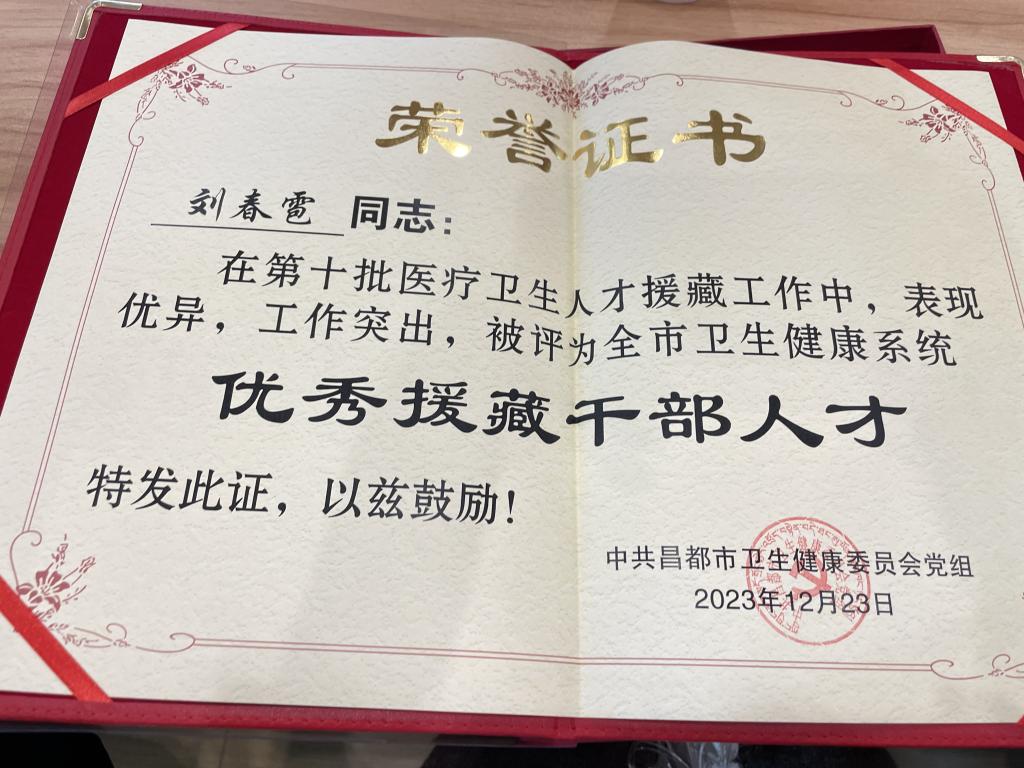 荣誉证书
刘春雹 同志：
在第十批医疗卫生人才援藏工作中，表现
优异，工作突出，被评为全市卫生健康系统
优秀援藏干部人才
特发此证，以兹鼓励！
中共昌都市卫生健康委员会党组
2023年12月23日